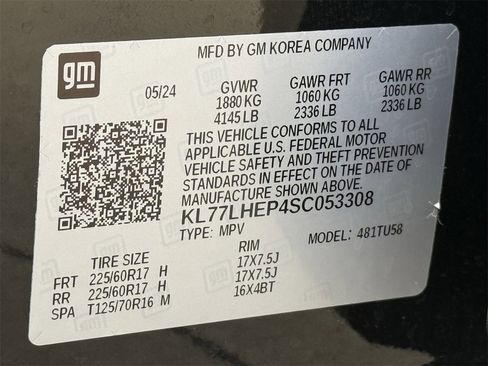 gm
MFD BY GM KOREA COMPANY
05/24 GVWR GAWR FRT GAWR RR
1880 KG 1060 KG 1060 KG
4145 LB 2336 LB 2336 LB
THIS VEHICLE CONFORMS TO ALL
APPLICABLE U.S. FEDERAL MOTOR
VEHICLE SAFETY AND THEFT PREVENTION
STANDARDS IN EFFECT ON THE DATE OF
MANUFACTURE SHOWN ABOVE.
KL77LHEP4SC053308
TYPE: MPV MODEL: 481TU58
TIRE SIZE RIM
FRT 225/60R17 H 17X7.5J
RR 225/60R17 H 17X7.5J
SPA T125/70R16 M 16X4BT